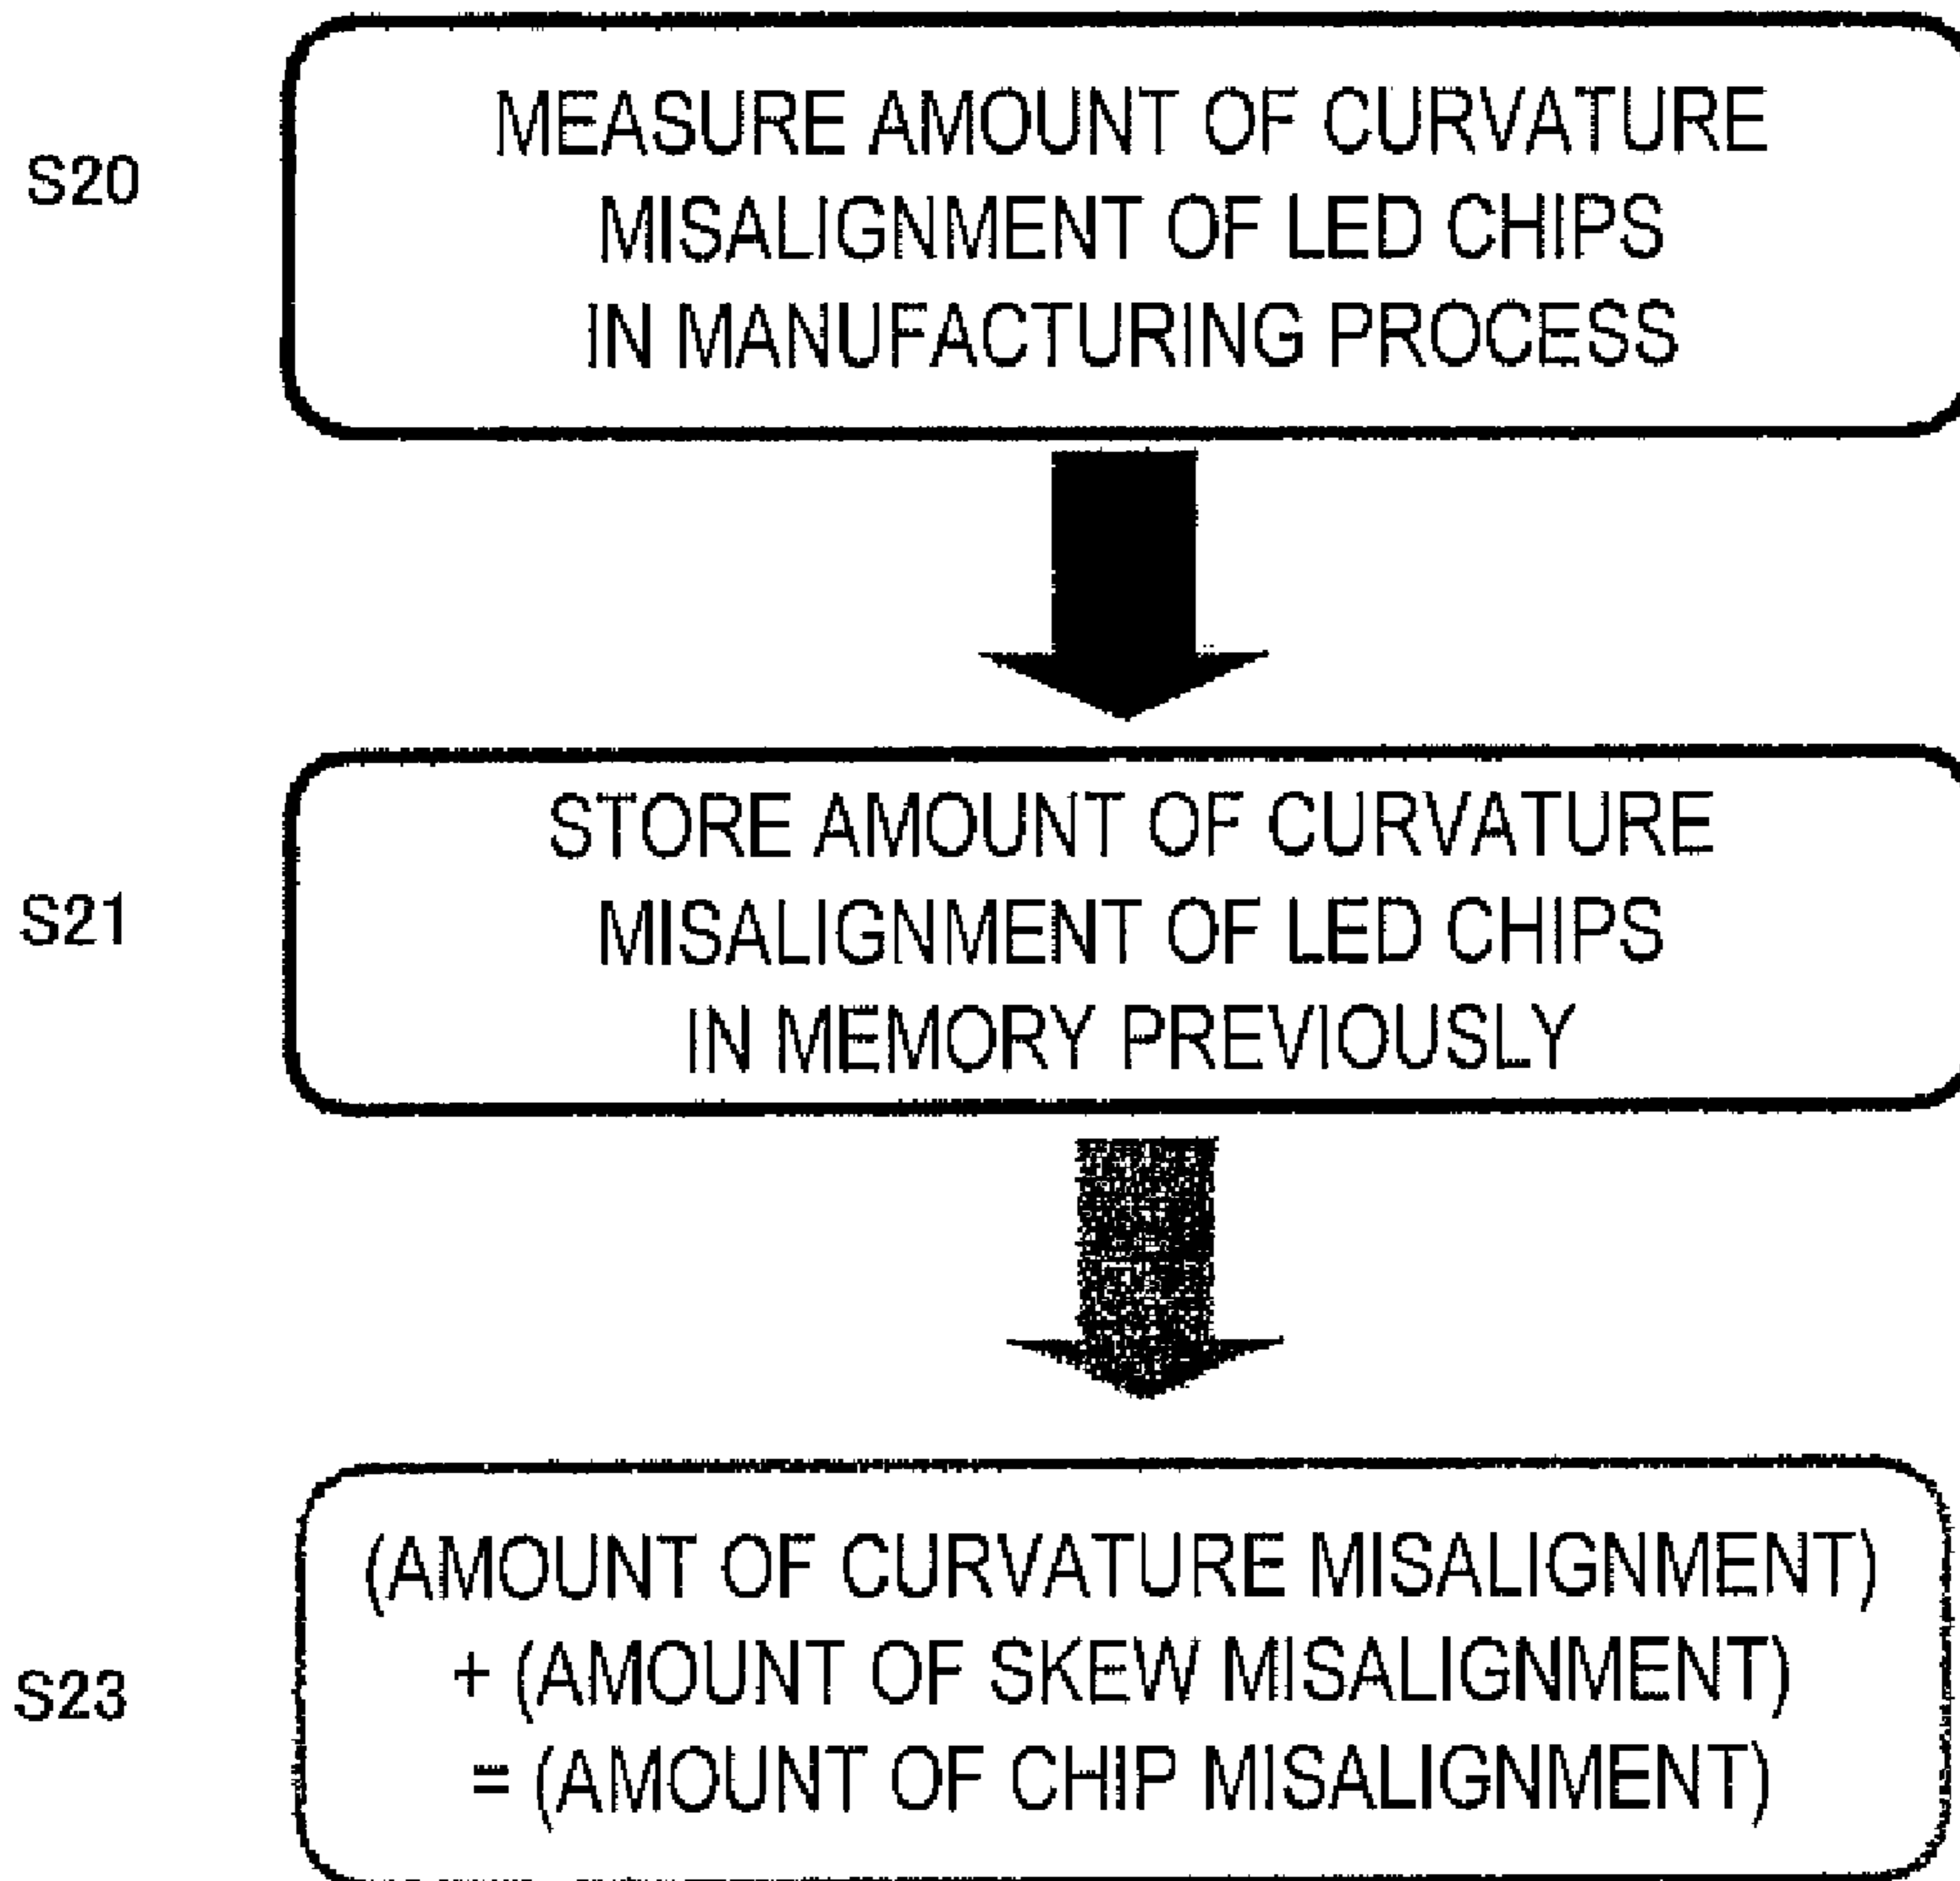 S20
MEASURE AMOUNT OF CURVATURE
MISALIGNMENT OF LED CHIPS
IN MANUFACTURING PROCESS
S21
STORE AMOUNT OF CURVATURE
MISALIGNMENT OF LED CHIPS
IN MEMORY PREVIOUSLY
S23
(AMOUNT OF CURVATURE MISALIGNMENT)
+ (AMOUNT OF SKEW MISALIGNMENT)
= (AMOUNT OF CHIP MISALIGNMENT)